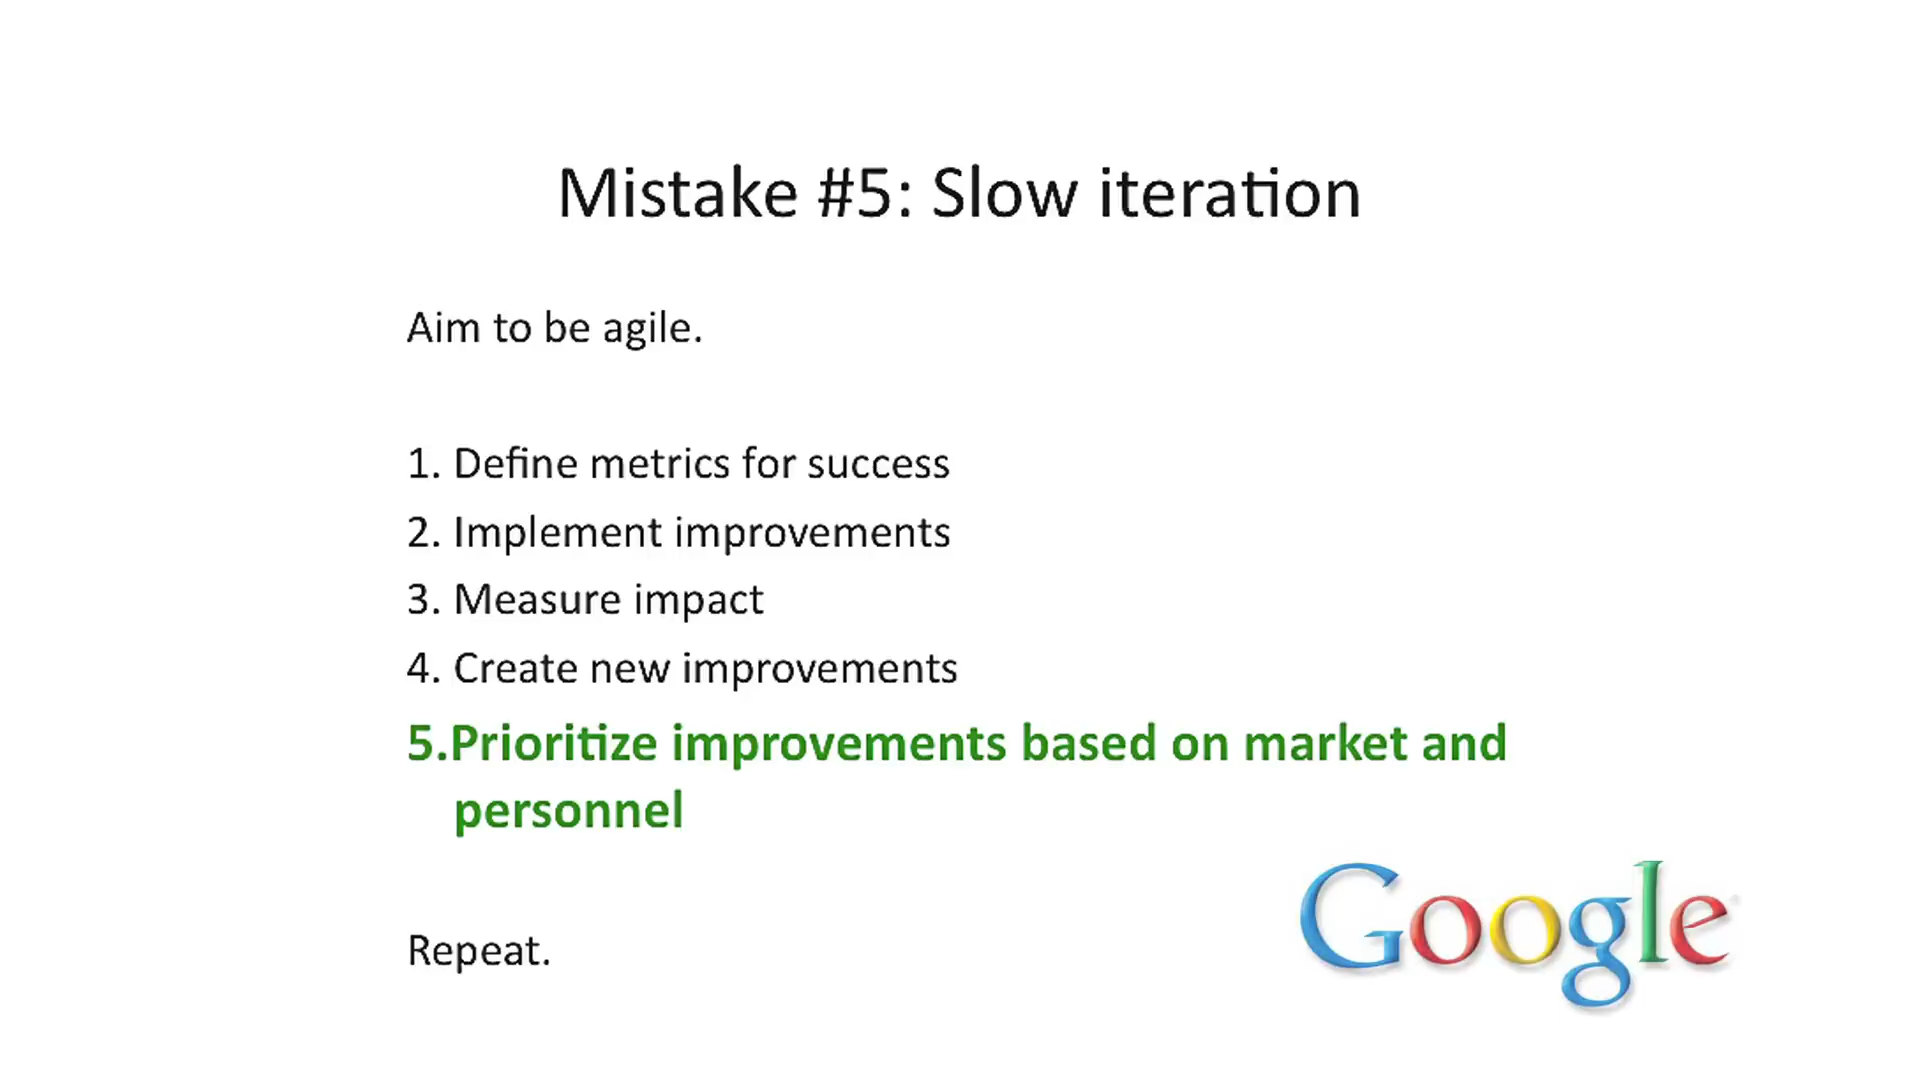 Mistake #5: Slow iteration
Aim to be agile.
1. Define metrics for success
2. Implement improvements
3. Measure impact
4. Create new improvements
5.Prioritize improvements based on market and
personnel
Repeat.
Google